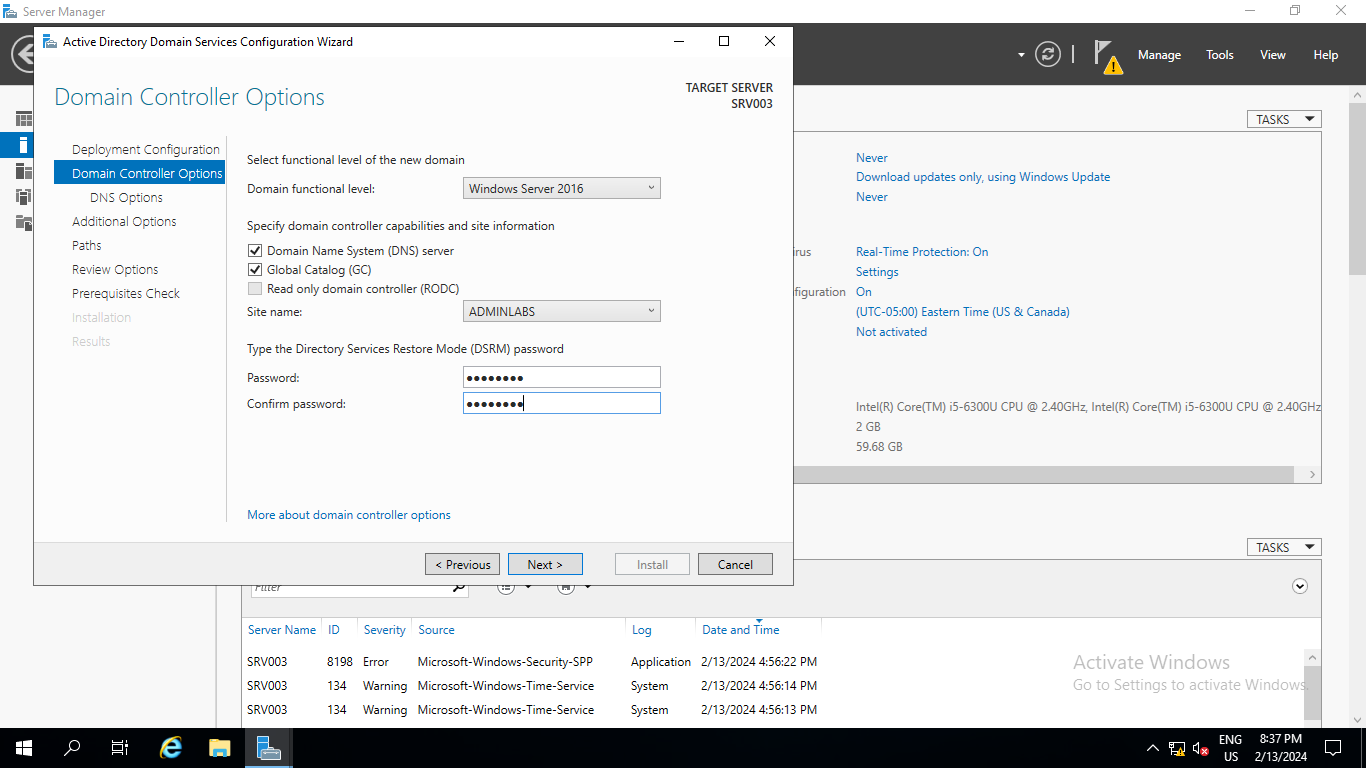 Server Manager
Active Directory Domain Services Configuration Wizard
Manage Tools View Help
Domain Controller Options
TARGET SERVER
SRV003
Deployment Configuration
Domain Controller Options
DNS Options
Additional Options
Paths
Review Options
Prerequisites Check
Installation
Results
Select functional level of the new domain
Domain functional level: Windows Server 2016
Specify domain controller capabilities and site information
Domain Name System (DNS) server
Global Catalog (GC)
Read only domain controller (RODC)
Site name: ADMINLABS
Type the Directory Services Restore Mode (DSRM) password
Password: ●●●●●●●●
Confirm password: ●●●●●●●●
More about domain controller options
< Previous Next > Install Cancel
TASKS
Never
Download updates only, using Windows Update
Never
irus Real-Time Protection: On
Settings
figuration On
(UTC-05:00) Eastern Time (US & Canada)
Not activated
Intel(R) Core(TM) i5-6300U CPU @ 2.40GHz, Intel(R) Core(TM) i5-6300U CPU @ 2.40GHz
2 GB
59.68 GB
TASKS
Filter
Server Name ID Severity Source Log Date and Time
SRV003 8198 Error Microsoft-Windows-Security-SPP Application 2/13/2024 4:56:22 PM
SRV003 134 Warning Microsoft-Windows-Time-Service System 2/13/2024 4:56:14 PM
SRV003 134 Warning Microsoft-Windows-Time-Service System 2/13/2024 4:56:13 PM
Activate Windows
Go to Settings to activate Windows.
ENG
US
8:37 PM
2/13/2024